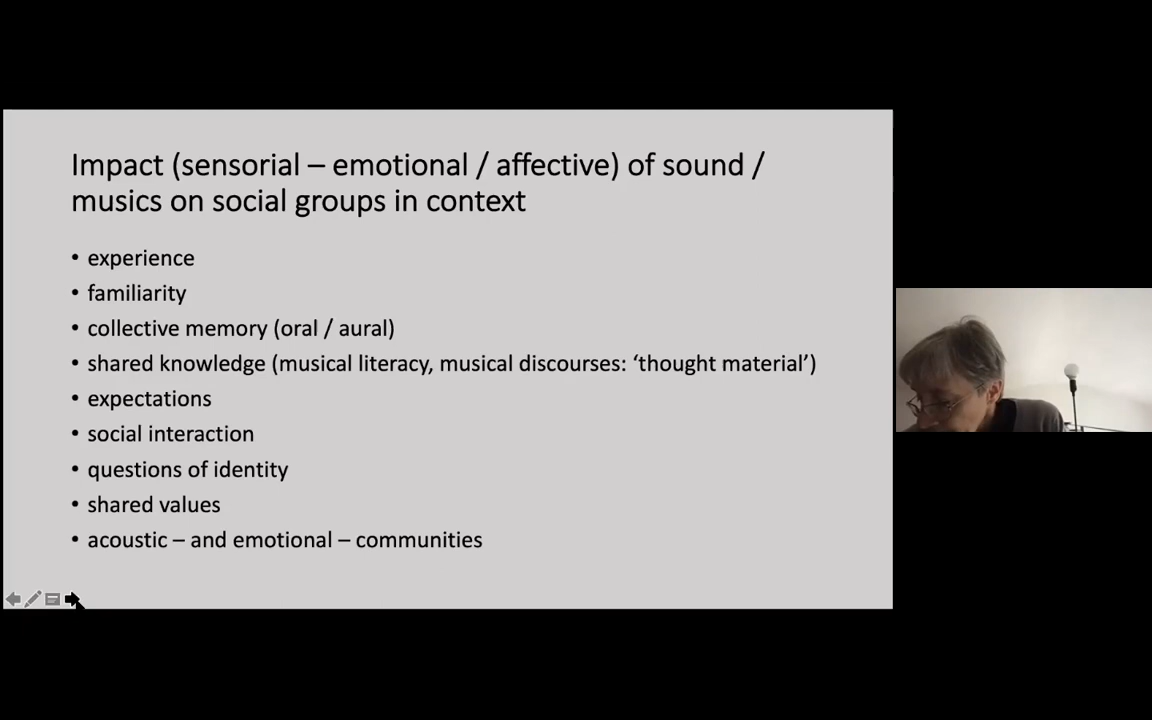 Impact (sensorial – emotional / affective) of sound /
musics on social groups in context
• experience
• familiarity
• collective memory (oral / aural)
• shared knowledge (musical literacy, musical discourses: ‘thought material’)
• expectations
• social interaction
• questions of identity
• shared values
• acoustic – and emotional – communities